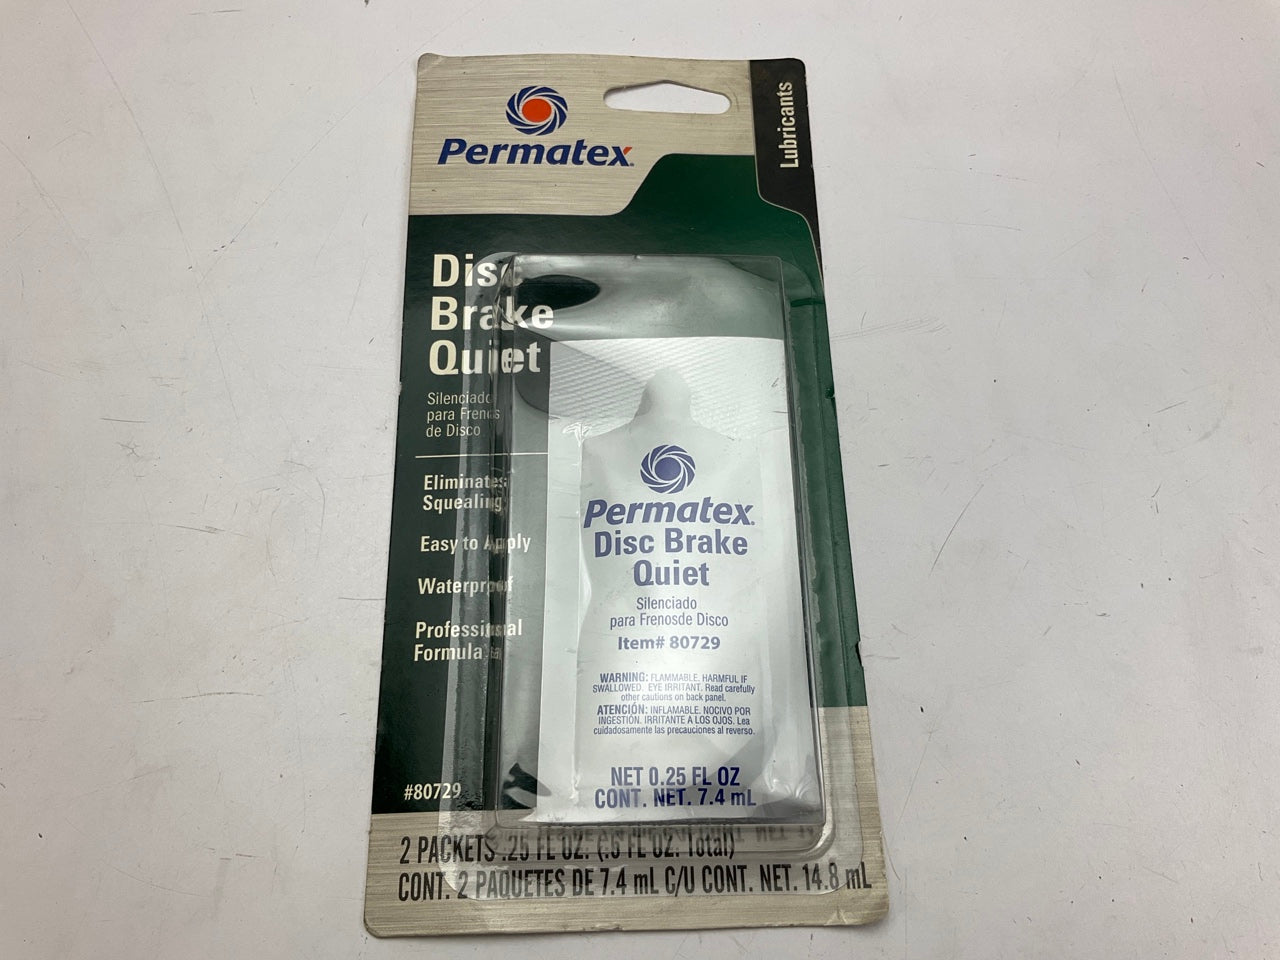 Permatex
Lubricants
Disc
Brake
Quiet
Silenciado
para Frenos
de Disco
Eliminates
Squealing
Easy to Apply
Waterproof
Professional
Formula
#80729
Permatex
Disc Brake
Quiet
Silenciado
para Frenosde Disco
Item# 80729
WARNING: FLAMMABLE. HARMFUL IF
SWALLOWED. EYE IRRITANT. Read carefully
other cautions on back panel.
ATENCIÓN: INFLAMABLE. NOCIVO POR
INGESTIÓN. IRRITANTE A LOS OJOS. Lea
cuidadosamente las precauciones al reverso.
NET 0.25 FL OZ
CONT. NET. 7.4 mL
2 PACKETS .25 FL OZ. (.5 FL OZ. Total)
CONT. 2 PAQUETES DE 7.4 mL C/U CONT. NET. 14.8 mL